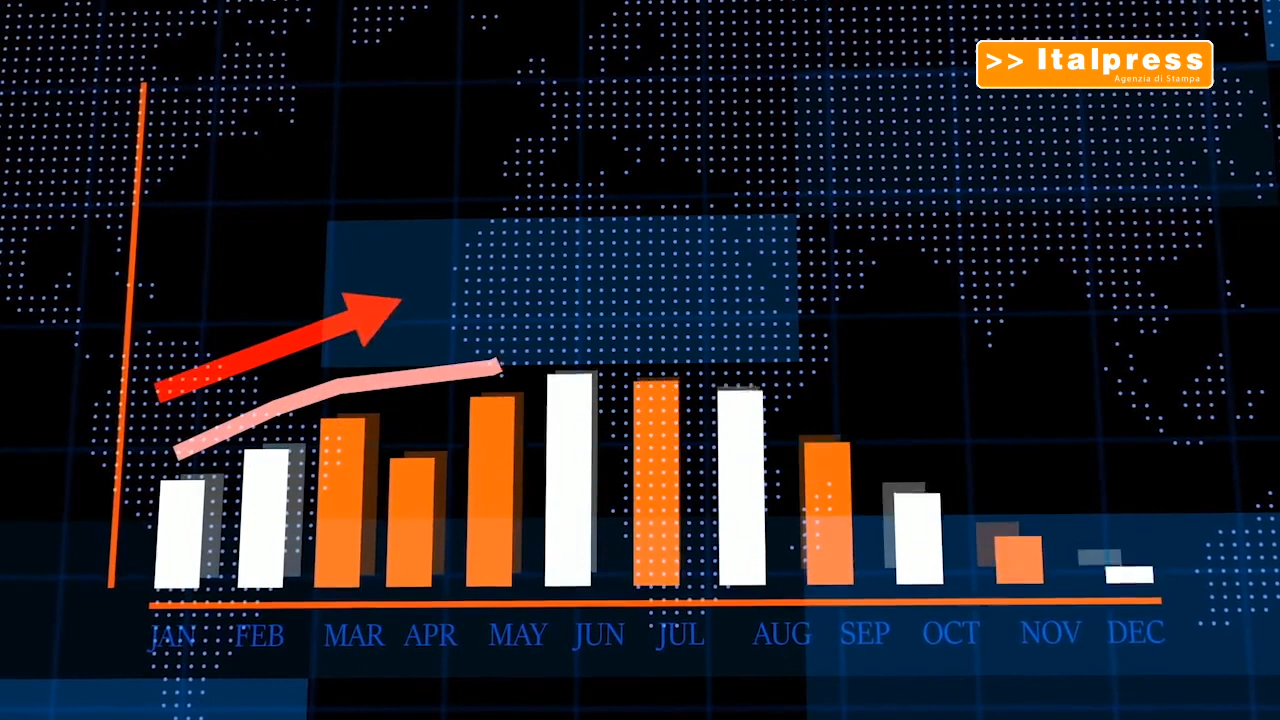 >> Italpress
Agenzia di Stampa
JAN FEB MAR APR MAY JUN JUL AUG SEP OCT NOV DEC